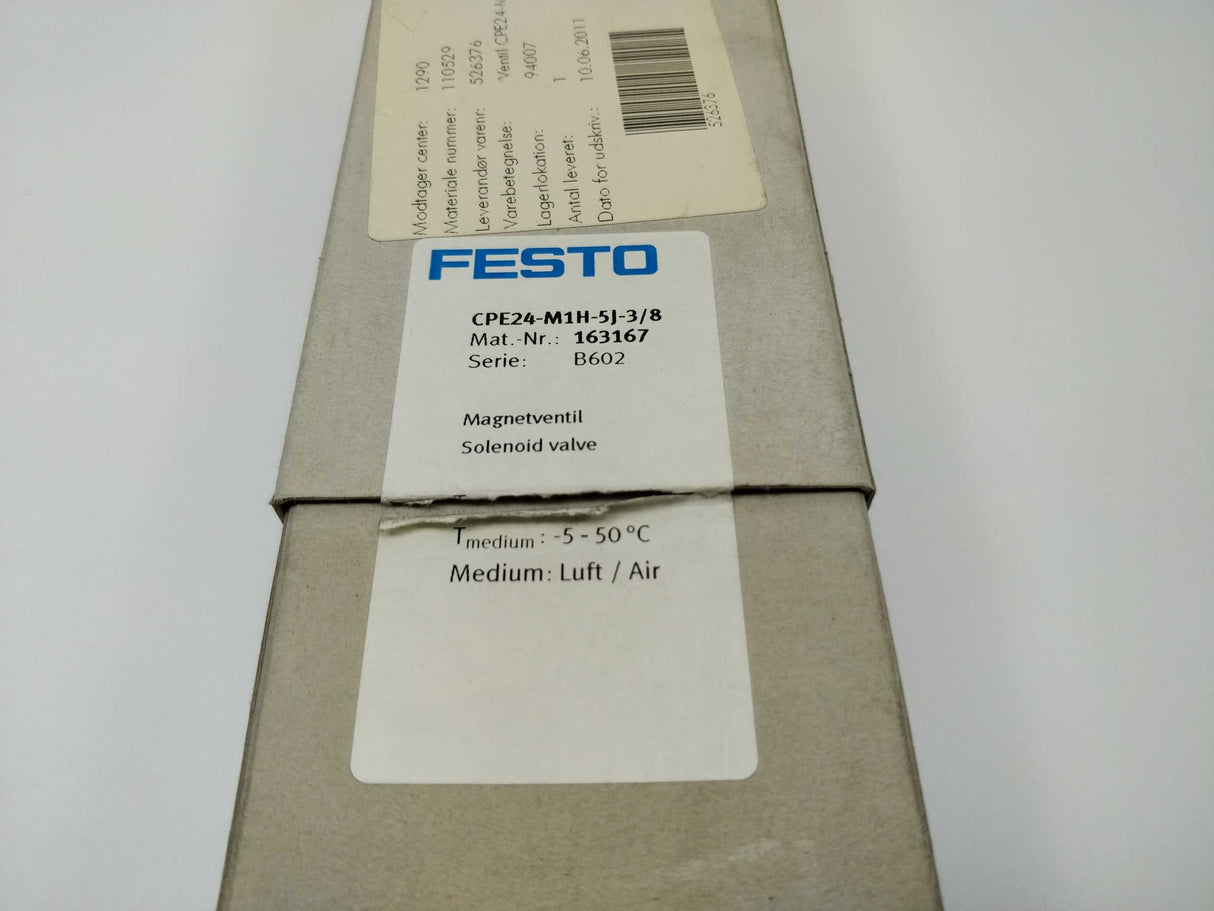 Modtager center: 1290
Materiale nummer: 110529
Leverandør varenr: 526376
Varebetegnelse: Ventil CPE24-M
Lagerlokation: 94007
Antal leveret: 1
Dato for udskriv.: 10.06.2011
526376
FESTO
CPE24-M1H-5J-3/8
Mat.-Nr.: 163167
Serie: B602
Magnetventil
Solenoid valve
Tmedium: -5 - 50 °C
Medium: Luft / Air